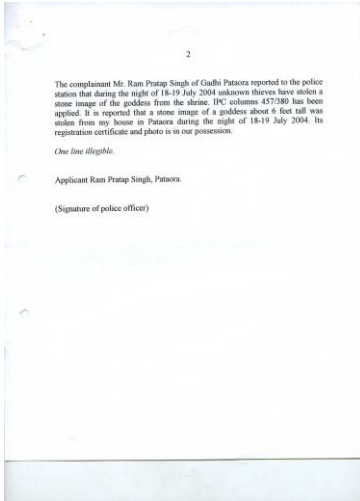 2
The complainant Mr. Ram Pratap Singh of Gadhi Pataora reported to the police
station that during the night of 18-19 July 2004 unknown thieves have stolen a
stone image of the goddess from the shrine. IPC columns 457/380 has been
applied. It is reported that a stone image of a goddess about 6 feet tall was
stolen from my house in Pataora during the night of 18-19 July 2004. Its
registration certificate and photo is in our possession.
One line illegible.
Applicant Ram Pratap Singh, Pataora.
(Signature of police officer)